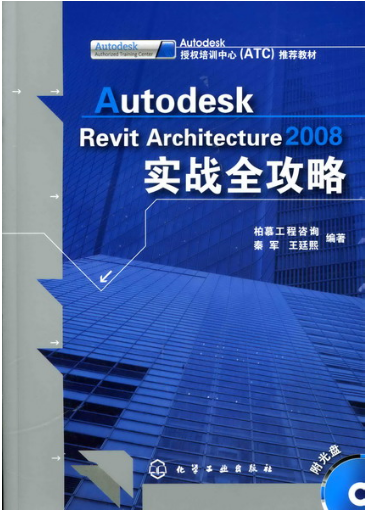 Autodesk
Authorized Training Center
Autodesk
授权培训中心(ATC)推荐教材
Autodesk
Revit Architecture 2008
实战全攻略
柏慕工程咨询
秦军 王廷熙 编著
附光盘
化学工业出版社